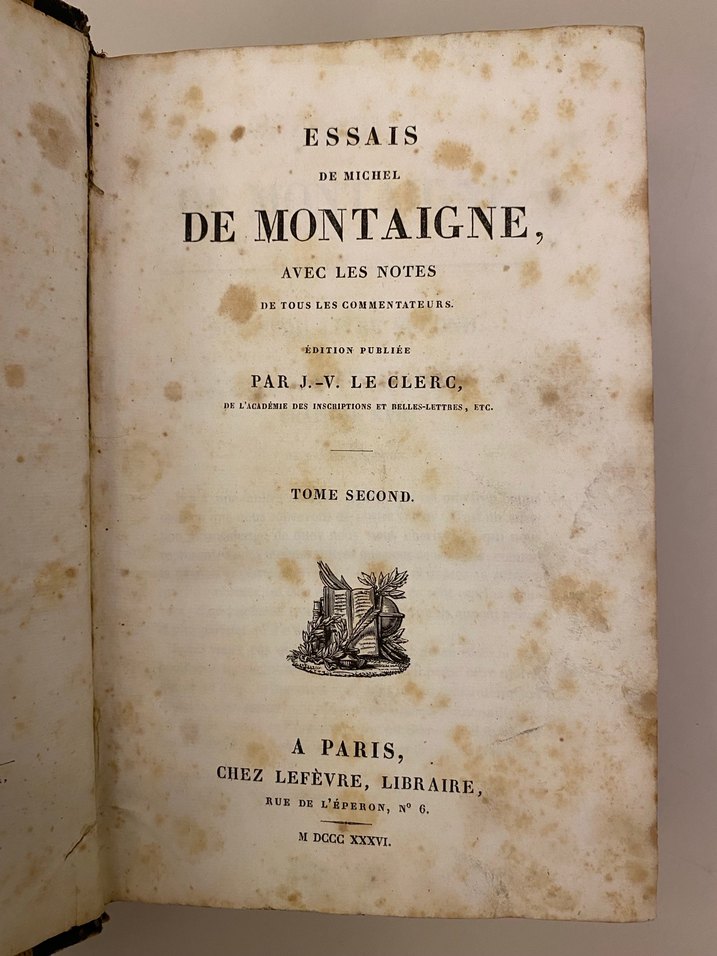 ESSAIS
DE MICHEL
DE MONTAIGNE,
AVEC LES NOTES
DE TOUS LES COMMENTATEURS.
ÉDITION PUBLIÉE
PAR J.-V. LE CLERC,
DE L'ACADÉMIE DES INSCRIPTIONS ET BELLES-LETTRES, ETC.
TOME SECOND.
A PARIS,
CHEZ LEFÈVRE, LIBRAIRE,
RUE DE L'ÉPERON, Nº 6.
M DCCC XXXVI.